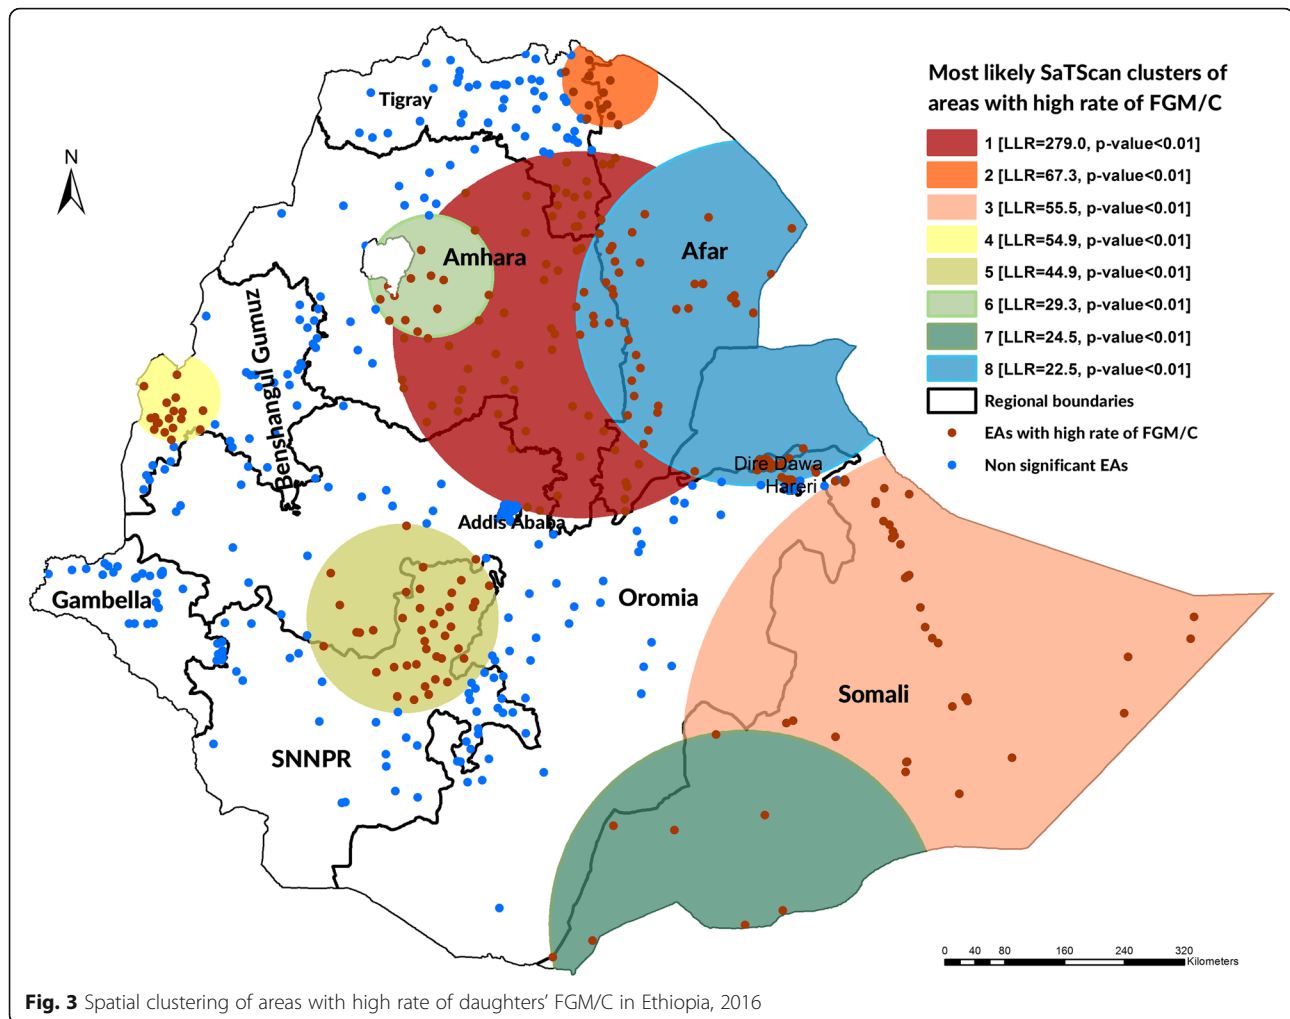 Most likely SaTScan clusters of
areas with high rate of FGM/C
1 [LLR=279.0, p-value<0.01]
2 [LLR=67.3, p-value<0.01]
3 [LLR=55.5, p-value<0.01]
4 [LLR=54.9, p-value<0.01]
5 [LLR=44.9, p-value<0.01]
6 [LLR=29.3, p-value<0.01]
7 [LLR=24.5, p-value<0.01]
8 [LLR=22.5, p-value<0.01]
Regional boundaries
EAs with high rate of FGM/C
Non significant EAs
N
Tigray
Amhara
Afar
Benshangul Gumuz
Dire Dawa
Hareri
Addis Ababa
Gambella
Oromia
Somali
SNNPR
0 40 80 160 240 320
Kilometers
Fig. 3 Spatial clustering of areas with high rate of daughters' FGM/C in Ethiopia, 2016